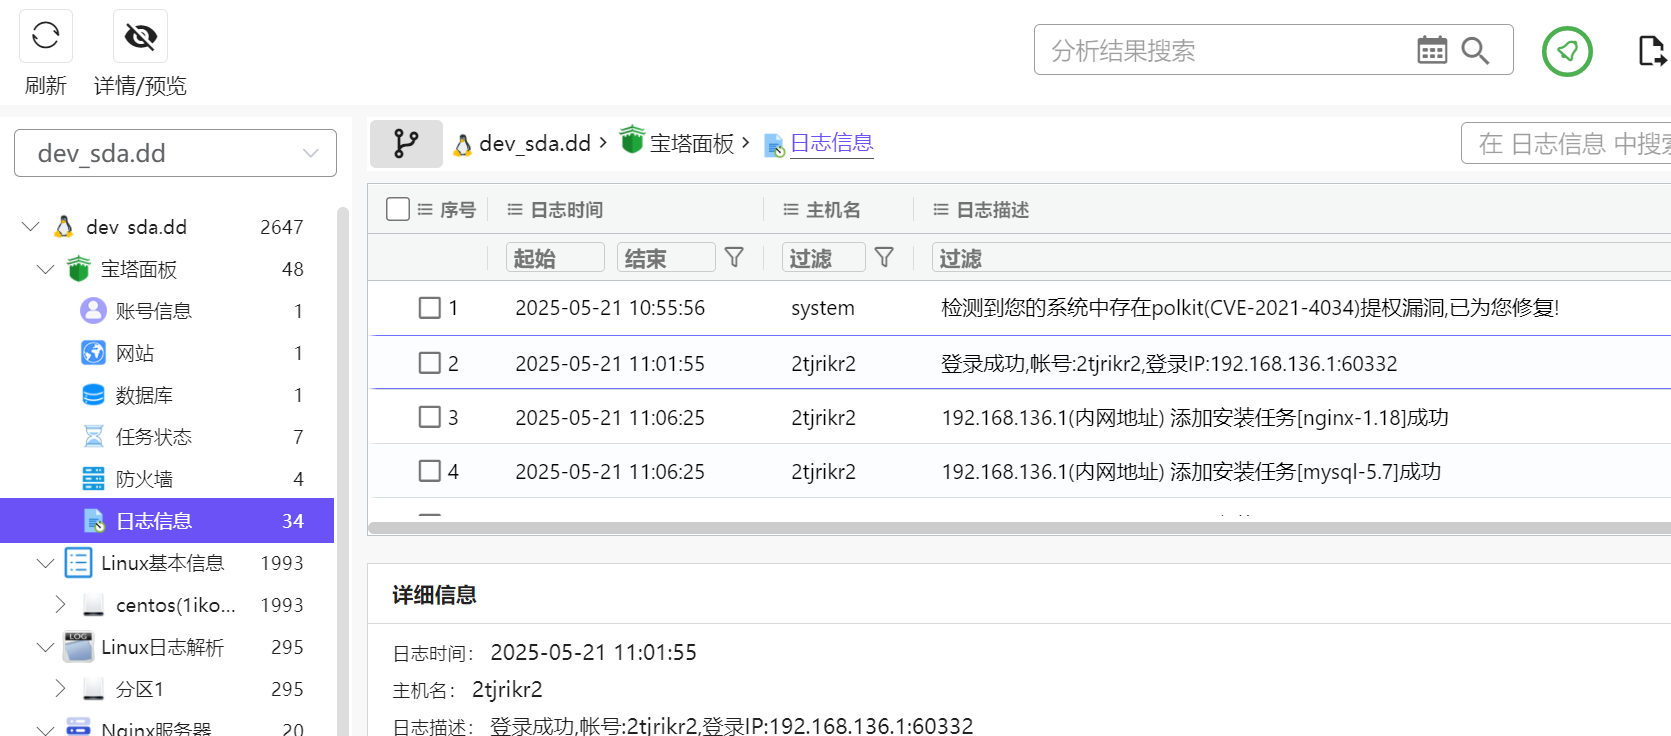 刷新
详情/预览
分析结果搜索
dev_sda.dd
dev_sda.dd
宝塔面板
日志信息
在 日志信息 中搜索
dev sda.dd 2647
宝塔面板 48
账号信息 1
网站 1
数据库 1
任务状态 7
防火墙 4
日志信息 34
Linux基本信息 1993
centos(1iko... 1993
Linux日志解析 295
分区1 295
Nginx服务器 20
序号 日志时间 主机名 日志描述
起始 结束 过滤 过滤
1 2025-05-21 10:55:56 system 检测到您的系统中存在polkit(CVE-2021-4034)提权漏洞,已为您修复!
2 2025-05-21 11:01:55 2tjrikr2 登录成功,帐号:2tjrikr2,登录IP:192.168.136.1:60332
3 2025-05-21 11:06:25 2tjrikr2 192.168.136.1(内网地址) 添加安装任务[nginx-1.18]成功
4 2025-05-21 11:06:25 2tjrikr2 192.168.136.1(内网地址) 添加安装任务[mysql-5.7]成功
详细信息
日志时间： 2025-05-21 11:01:55
主机名： 2tjrikr2
日志描述： 登录成功,帐号:2tjrikr2,登录IP:192.168.136.1:60332